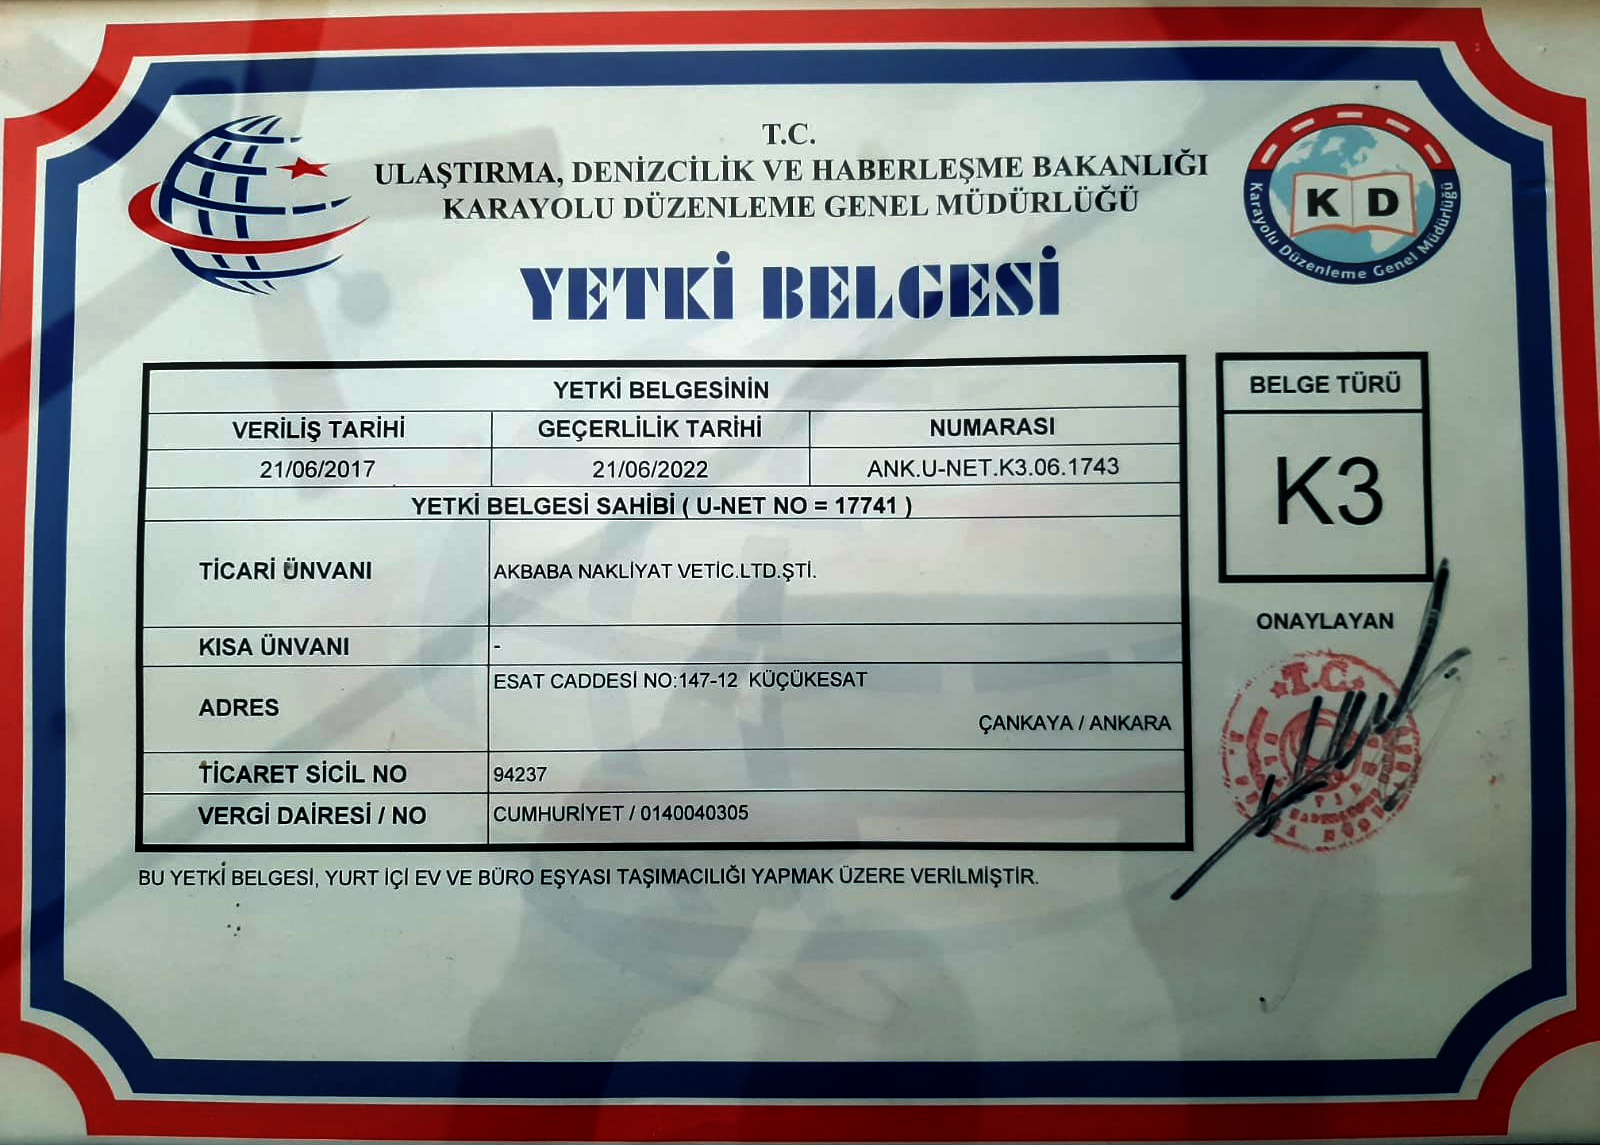 T.C.
ULAŞTIRMA, DENİZCİLİK VE HABERLEŞME BAKANLIĞI
KARAYOLU DÜZENLEME GENEL MÜDÜRLÜĞÜ
K D
Karayolu Düzenleme Genel Müdürlüğü
YETKİ BELGESİ
YETKİ BELGESİNİN
VERİLİŞ TARİHİ GEÇERLİLİK TARİHİ NUMARASI
21/06/2017 21/06/2022 ANK.U-NET.K3.06.1743
YETKİ BELGESİ SAHİBİ ( U-NET NO = 17741 )
TİCARİ ÜNVANI AKBABA NAKLİYAT VETİC.LTD.ŞTİ.
KISA ÜNVANI -
ADRES ESAT CADDESİ NO:147-12 KÜÇÜKESAT
ÇANKAYA / ANKARA
TİCARET SİCİL NO 94237
VERGİ DAİRESİ / NO CUMHURİYET / 0140040305
BU YETKİ BELGESİ, YURT İÇİ EV VE BÜRO EŞYASI TAŞIMACILIĞI YAPMAK ÜZERE VERİLMİŞTİR.
BELGE TÜRÜ
K3
ONAYLAYAN
T.C.